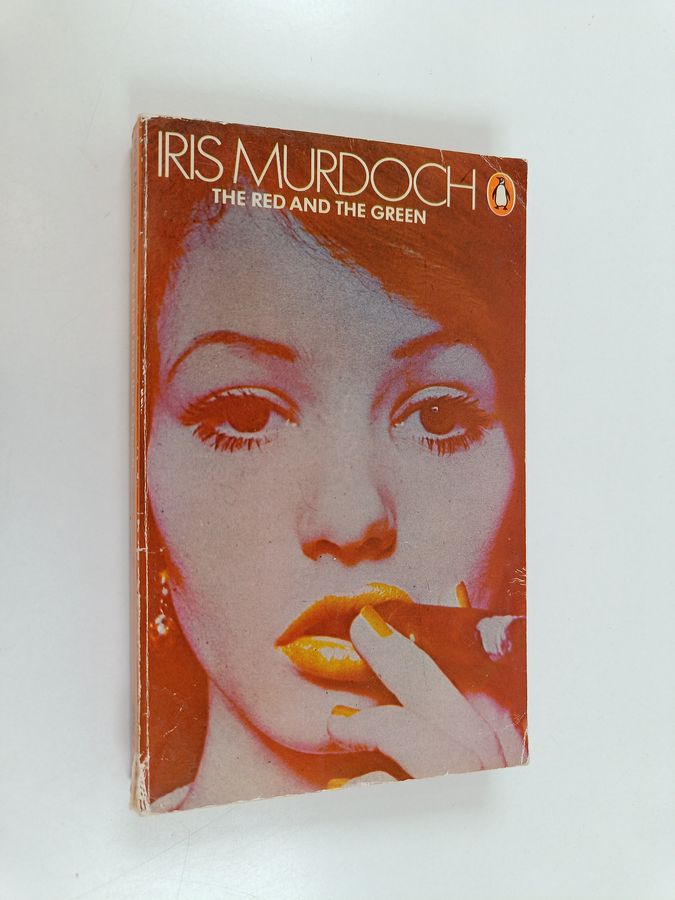 IRIS MURDOCH
THE RED AND THE GREEN